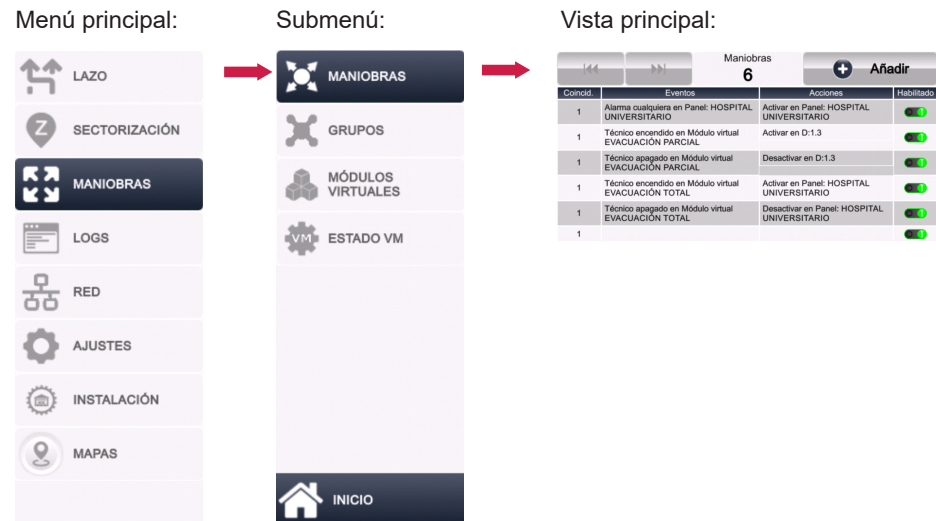 Menú principal:
Submenú:
Vista principal:
LAZO
SECTORIZACIÓN
Z
MANIOBRAS
LOGS
RED
AJUSTES
INSTALACIÓN
MAPAS
MANIOBRAS
GRUPOS
MÓDULOS
VIRTUALES
VM
ESTADO VM
INICIO
Maniobras
6
Añadir
Coincid. Eventos Acciones Habilitado
1 Alarma cualquiera en Panel: HOSPITAL Activar en Panel: HOSPITAL
UNIVERSITARIO UNIVERSITARIO
1 Técnico encendido en Módulo virtual Activar en D:1.3
EVACUACIÓN PARCIAL
1 Técnico apagado en Módulo virtual Desactivar en D:1.3
EVACUACIÓN PARCIAL
1 Técnico encendido en Módulo virtual Activar en Panel: HOSPITAL
EVACUACIÓN TOTAL UNIVERSITARIO
1 Técnico apagado en Módulo virtual Desactivar en Panel: HOSPITAL
EVACUACIÓN TOTAL UNIVERSITARIO
1